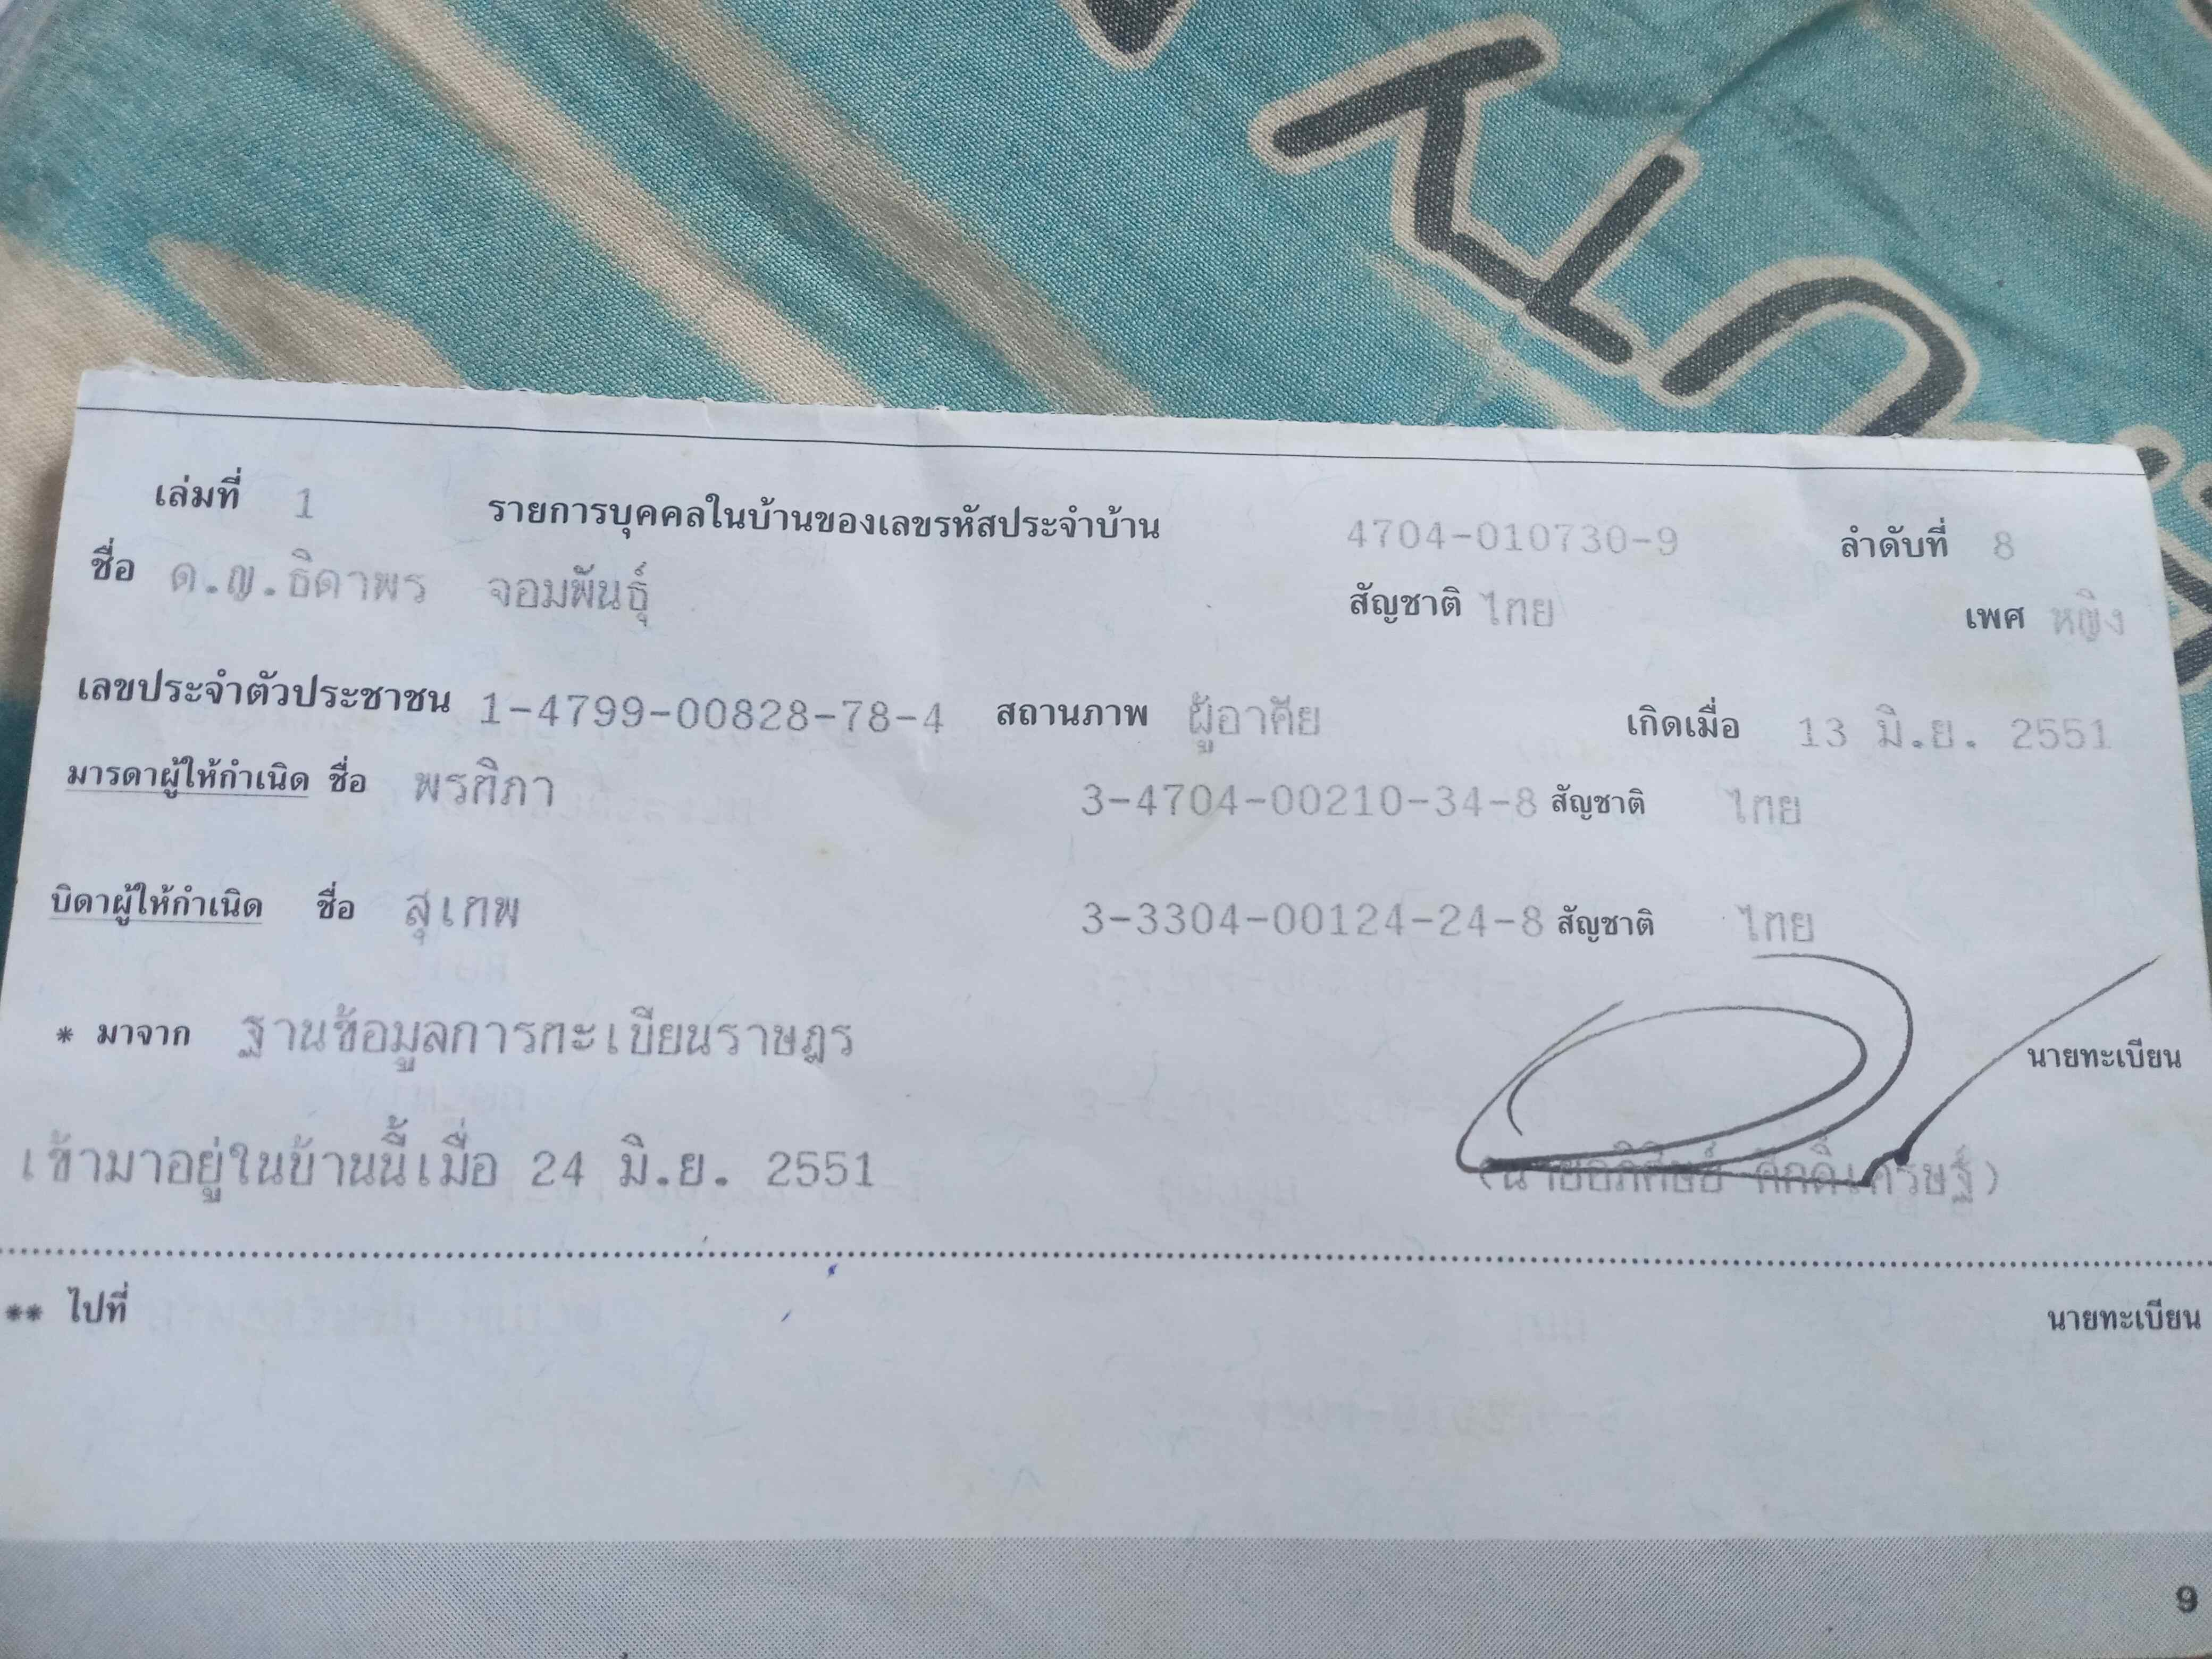 เล่มที่ 1 รายการบุคคลในบ้านของเลขรหัสประจำบ้าน 4704-010730-9 ลำดับที่ 8
ชื่อ ด.ญ.ธิดาพร จอมพันธุ์ สัญชาติ ไทย เพศ หญิง
เลขประจำตัวประชาชน 1-4799-00828-78-4 สถานภาพ ผู้อาศัย เกิดเมื่อ 13 มิ.ย. 2551
มารดาผู้ให้กำเนิด ชื่อ พรทิภา 3-4704-00210-34-8 สัญชาติ ไทย
บิดาผู้ให้กำเนิด ชื่อ สุเทพ 3-3304-00124-24-8 สัญชาติ ไทย
* มาจาก ฐานข้อมูลการทะเบียนราษฎร
นายทะเบียน
เข้ามาอยู่ในบ้านนี้เมื่อ 24 มิ.ย. 2551
** ไปที่ นายทะเบียน
9